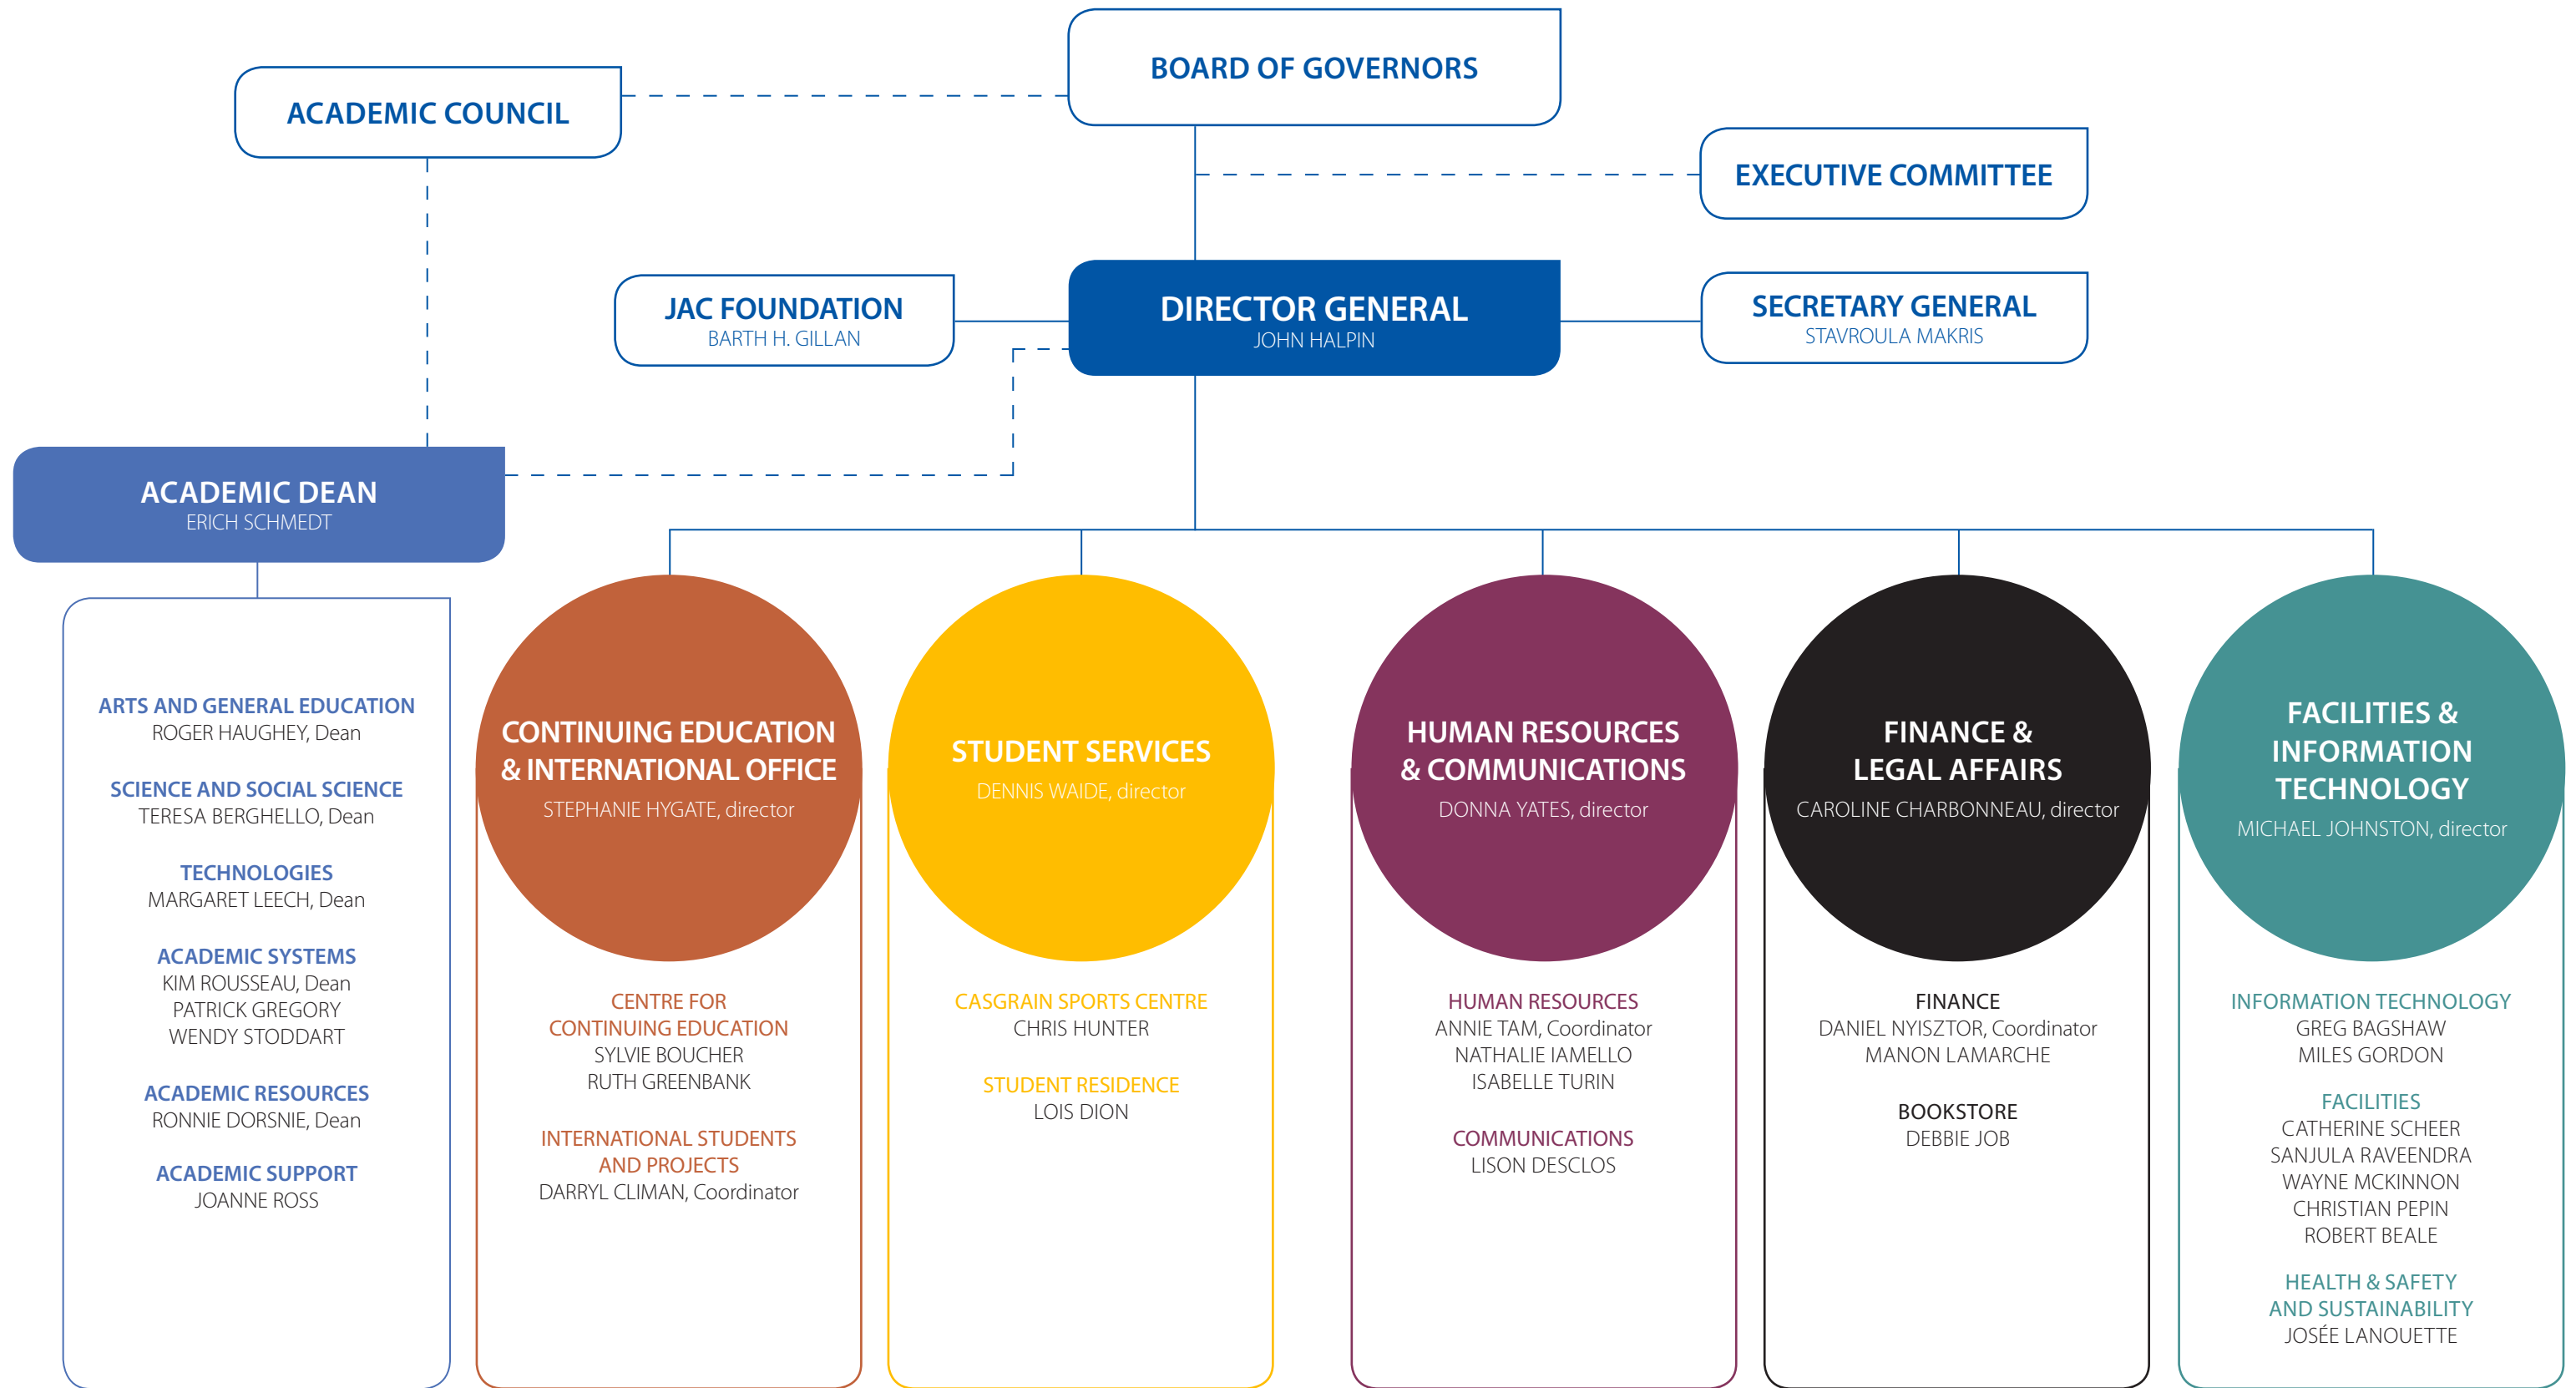 BOARD OF GOVERNORS
ACADEMIC COUNCIL
EXECUTIVE COMMITTEE
JAC FOUNDATION
BARTH H. GILLAN
DIRECTOR GENERAL
JOHN HALPIN
SECRETARY GENERAL
STAVROULA MAKRIS
ACADEMIC DEAN
ERICH SCHMEDT
ARTS AND GENERAL EDUCATION
ROGER HAUGHEY, Dean
SCIENCE AND SOCIAL SCIENCE
TERESA BERGHELLO, Dean
TECHNOLOGIES
MARGARET LEECH, Dean
ACADEMIC SYSTEMS
KIM ROUSSEAU, Dean
PATRICK GREGORY
WENDY STODDART
ACADEMIC RESOURCES
RONNIE DORSNIE, Dean
ACADEMIC SUPPORT
JOANNE ROSS
CONTINUING EDUCATION
& INTERNATIONAL OFFICE
STEPHANIE HYGATE, director
CENTRE FOR
CONTINUING EDUCATION
SYLVIE BOUCHER
RUTH GREENBANK
INTERNATIONAL STUDENTS
AND PROJECTS
DARRYL CLIMAN, Coordinator
STUDENT SERVICES
DENNIS WAIDE, director
CASGRAIN SPORTS CENTRE
CHRIS HUNTER
STUDENT RESIDENCE
LOIS DION
HUMAN RESOURCES
& COMMUNICATIONS
DONNA YATES, director
HUMAN RESOURCES
ANNIE TAM, Coordinator
NATHALIE IAMELLO
ISABELLE TURIN
COMMUNICATIONS
LISON DESCLOS
FINANCE &
LEGAL AFFAIRS
CAROLINE CHARBONNEAU, director
FINANCE
DANIEL NYISZTOR, Coordinator
MANON LAMARCHE
BOOKSTORE
DEBBIE JOB
FACILITIES &
INFORMATION
TECHNOLOGY
MICHAEL JOHNSTON, director
INFORMATION TECHNOLOGY
GREG BAGSHAW
MILES GORDON
FACILITIES
CATHERINE SCHEER
SANJULA RAVEENDRA
WAYNE MCKINNON
CHRISTIAN PEPIN
ROBERT BEALE
HEALTH & SAFETY
AND SUSTAINABILITY
JOSÉE LANOUETTE